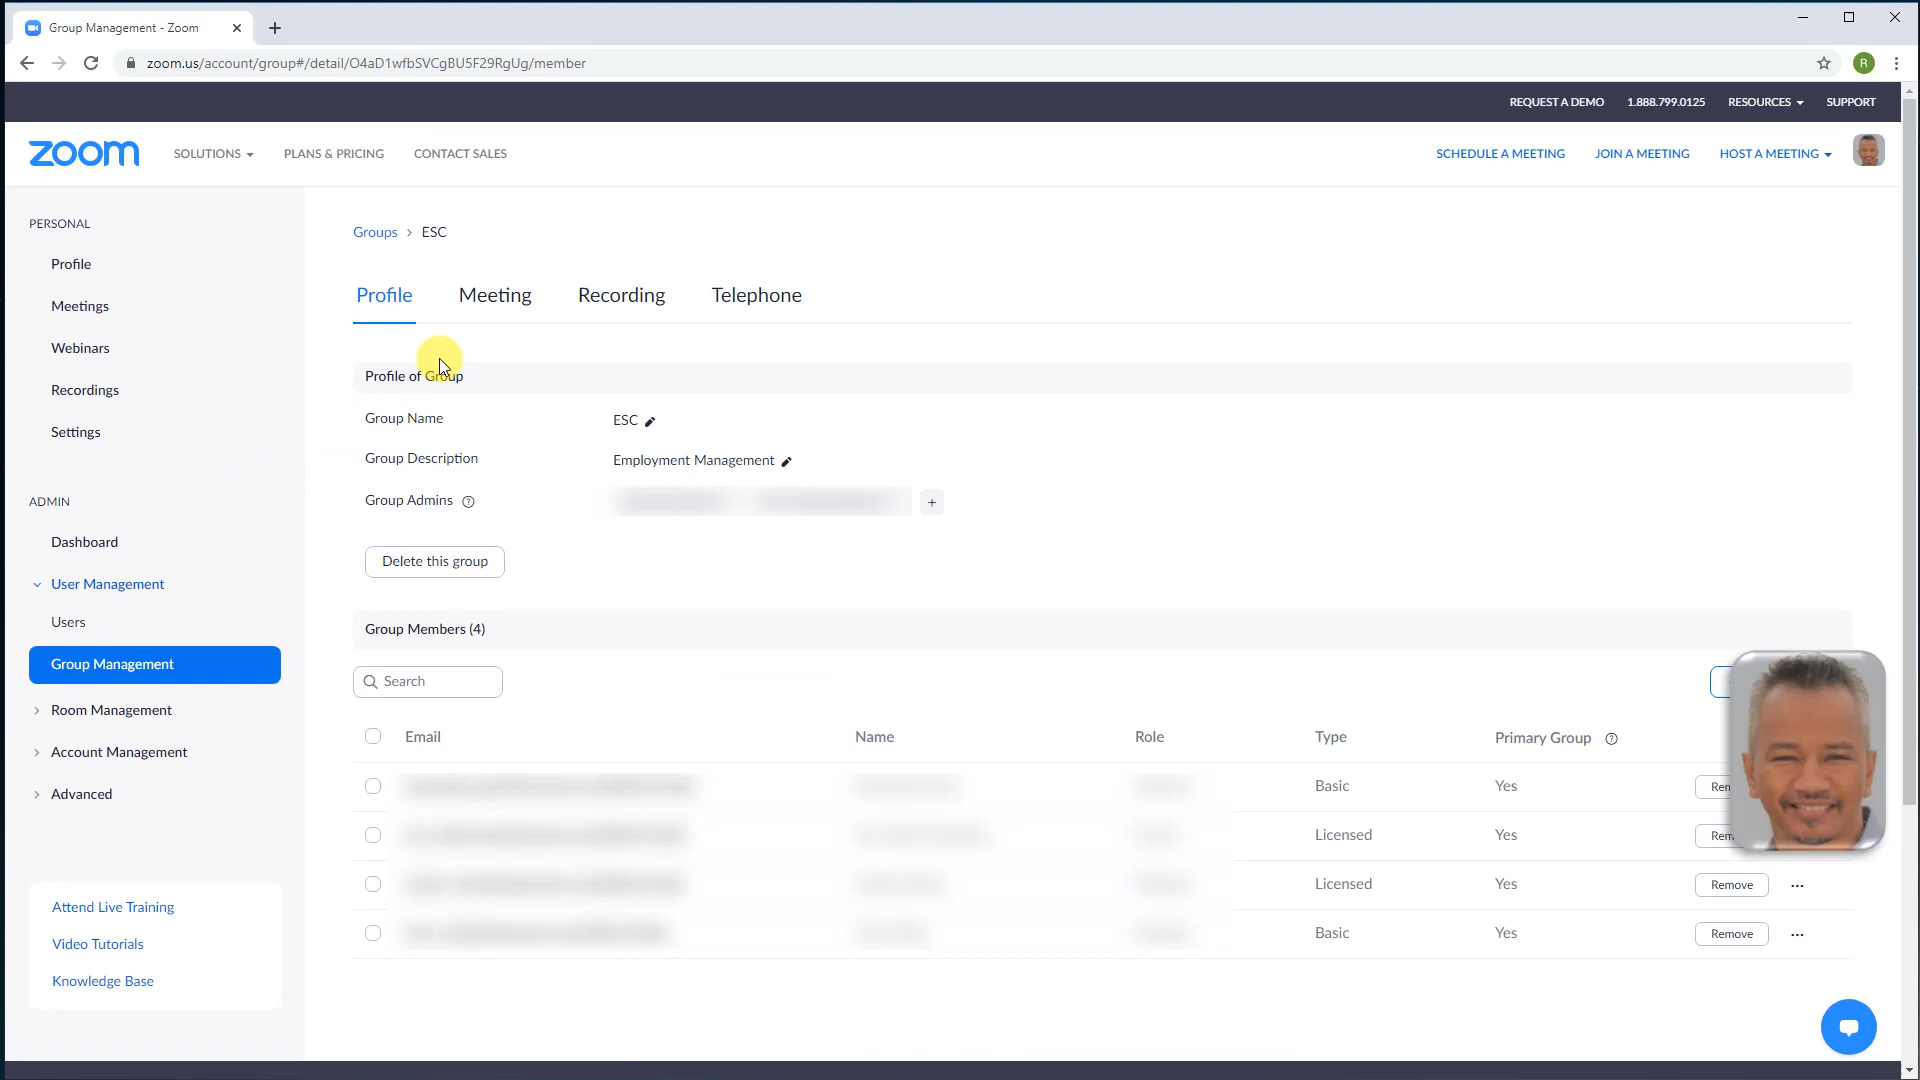 Group Management - Zoom
zoom.us/account/group#/detail/O4aD1wfbSVCgBU5F29RgUg/member
R
REQUEST A DEMO 1.888.799.0125 RESOURCES SUPPORT
zoom SOLUTIONS PLANS & PRICING CONTACT SALES SCHEDULE A MEETING JOIN A MEETING HOST A MEETING
PERSONAL
Profile
Meetings
Webinars
Recordings
Settings
ADMIN
Dashboard
User Management
Users
Group Management
Room Management
Account Management
Advanced
Attend Live Training
Video Tutorials
Knowledge Base
Groups > ESC
Profile Meeting Recording Telephone
Profile of Group
Group Name ESC
Group Description Employment Management
Group Admins
Delete this group
Group Members (4)
Search
Email Name Role Type Primary Group
Basic Yes
Licensed Yes
Licensed Yes Remove
Basic Yes Remove